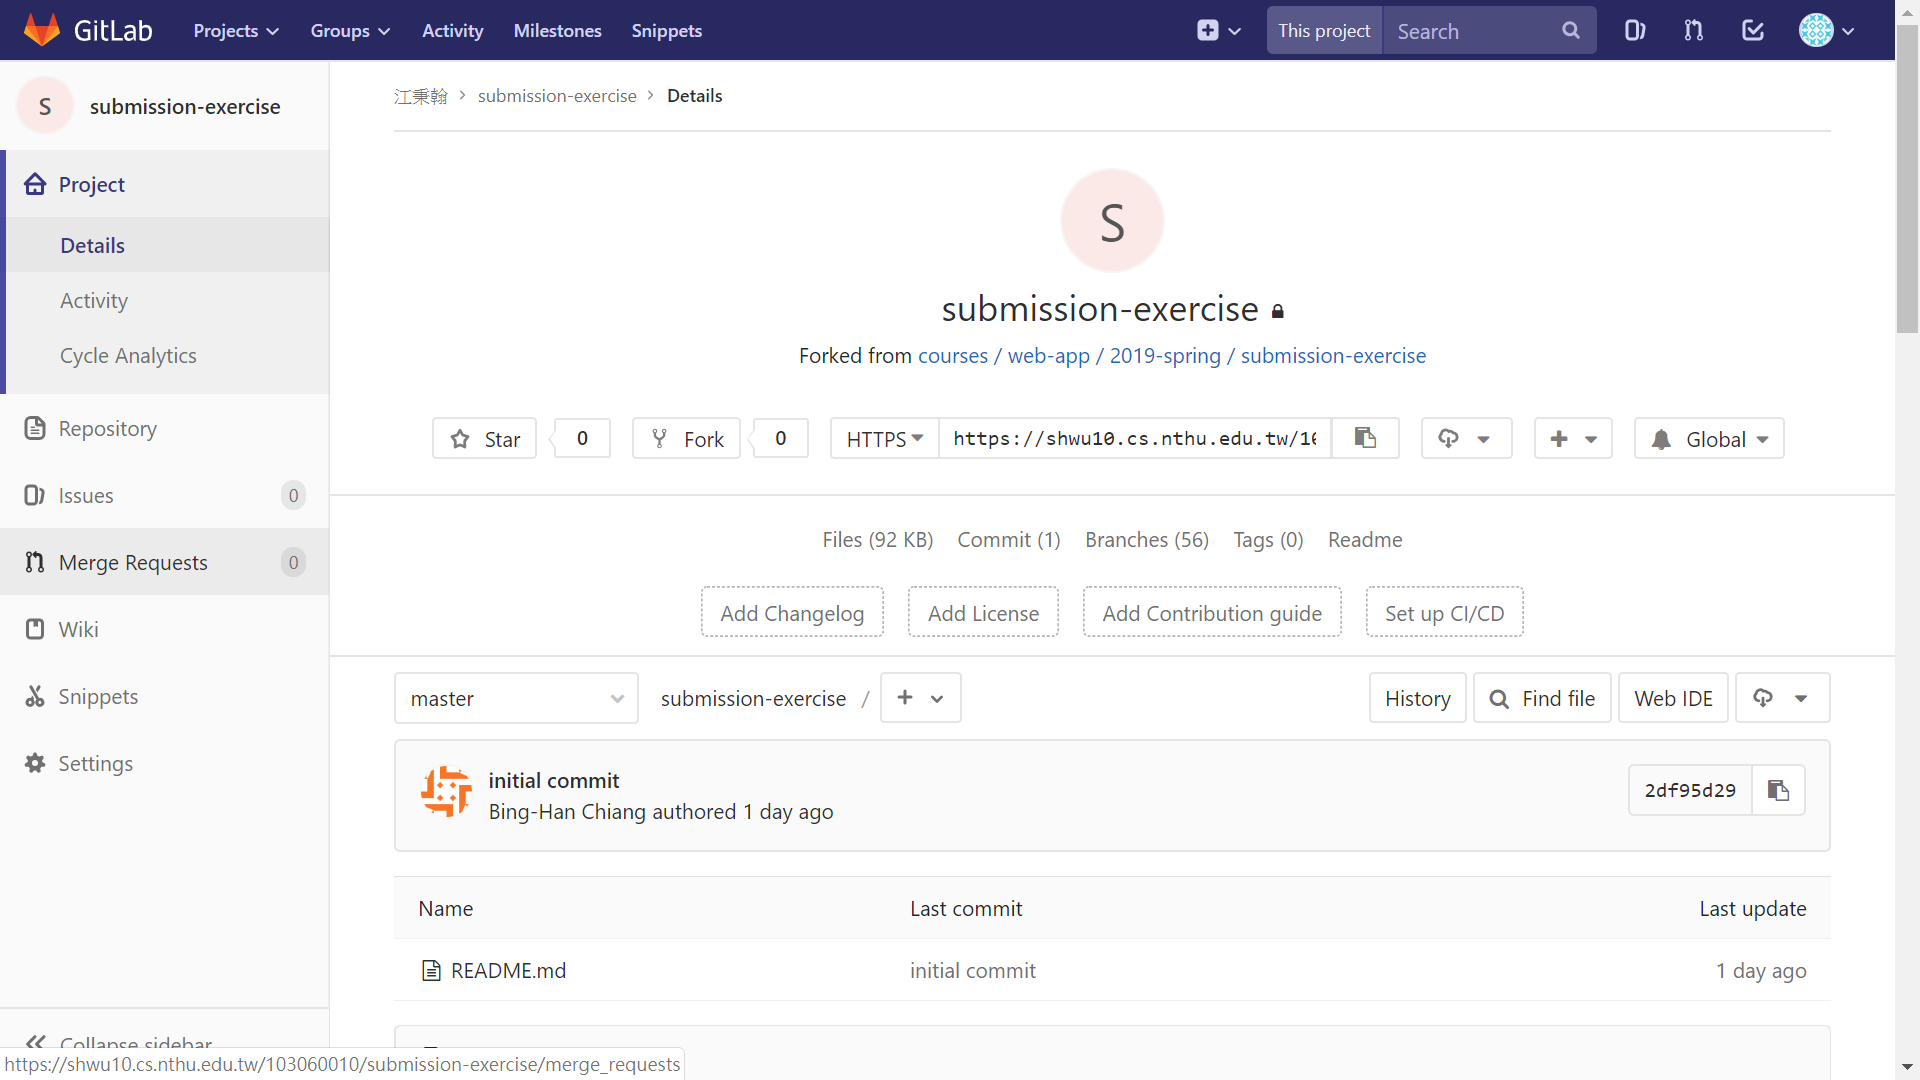 GitLab Projects Groups Activity Milestones Snippets This project Search
S submission-exercise
Project
Details
Activity
Cycle Analytics
Repository
Issues 0
Merge Requests 0
Wiki
Snippets
Settings
Collapse sidebar
江秉翰 > submission-exercise > Details
S
submission-exercise
Forked from courses / web-app / 2019-spring / submission-exercise
Star 0 Fork 0 HTTPS https://shwu10.cs.nthu.edu.tw/10 Global
Files (92 KB) Commit (1) Branches (56) Tags (0) Readme
Add Changelog Add License Add Contribution guide Set up CI/CD
master submission-exercise / + History Find file Web IDE
initial commit
Bing-Han Chiang authored 1 day ago
2df95d29
Name Last commit Last update
README.md initial commit 1 day ago
https://shwu10.cs.nthu.edu.tw/103060010/submission-exercise/merge_requests